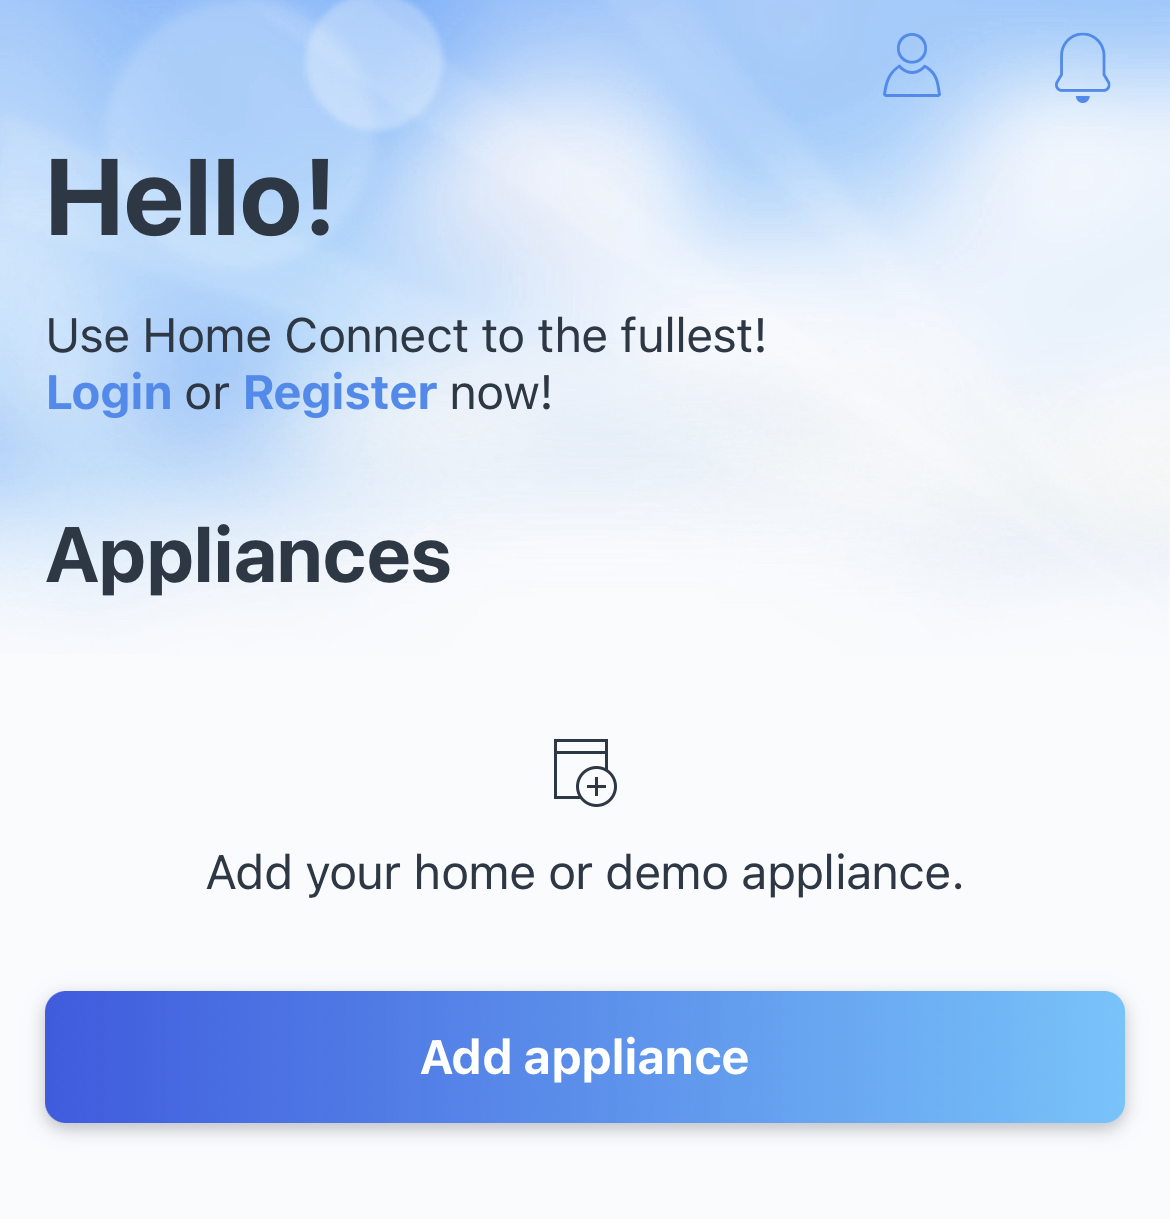 Hello!
Use Home Connect to the fullest!
Login or Register now!
Appliances
Add your home or demo appliance.
Add appliance